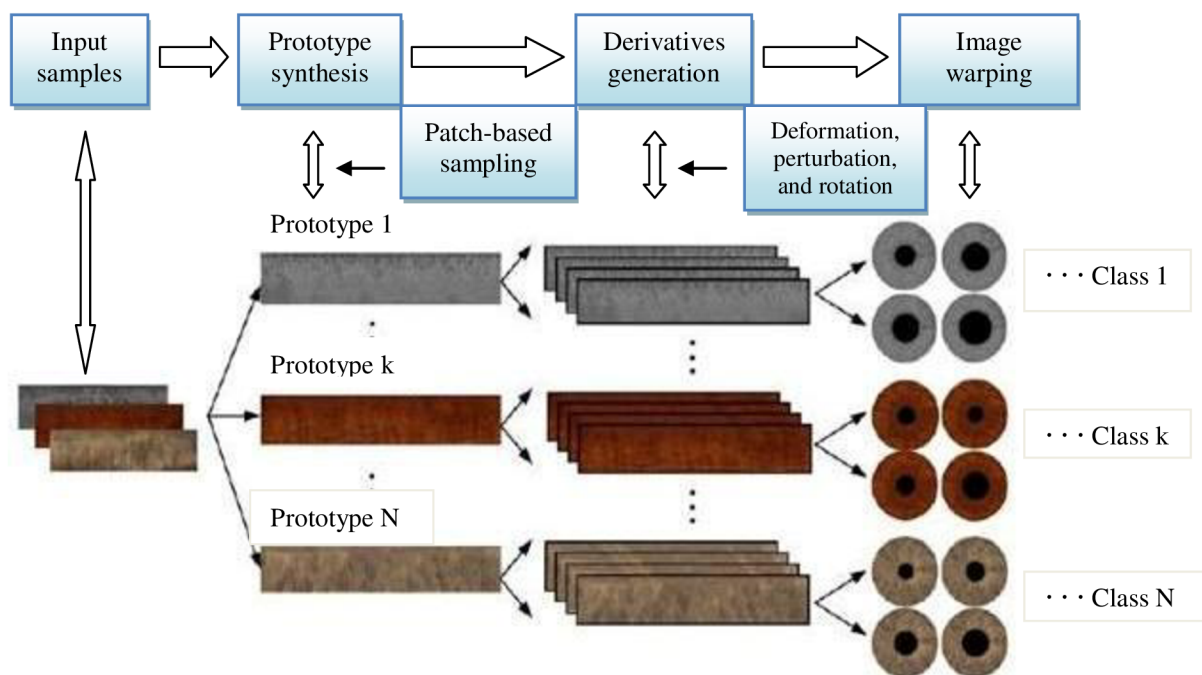 Input
samples
Prototype
synthesis
Derivatives
generation
Image
warping
Patch-based
sampling
Deformation,
perturbation,
and rotation
Prototype 1
· · · Class 1
Prototype k
· · · Class k
Prototype N
· · · Class N